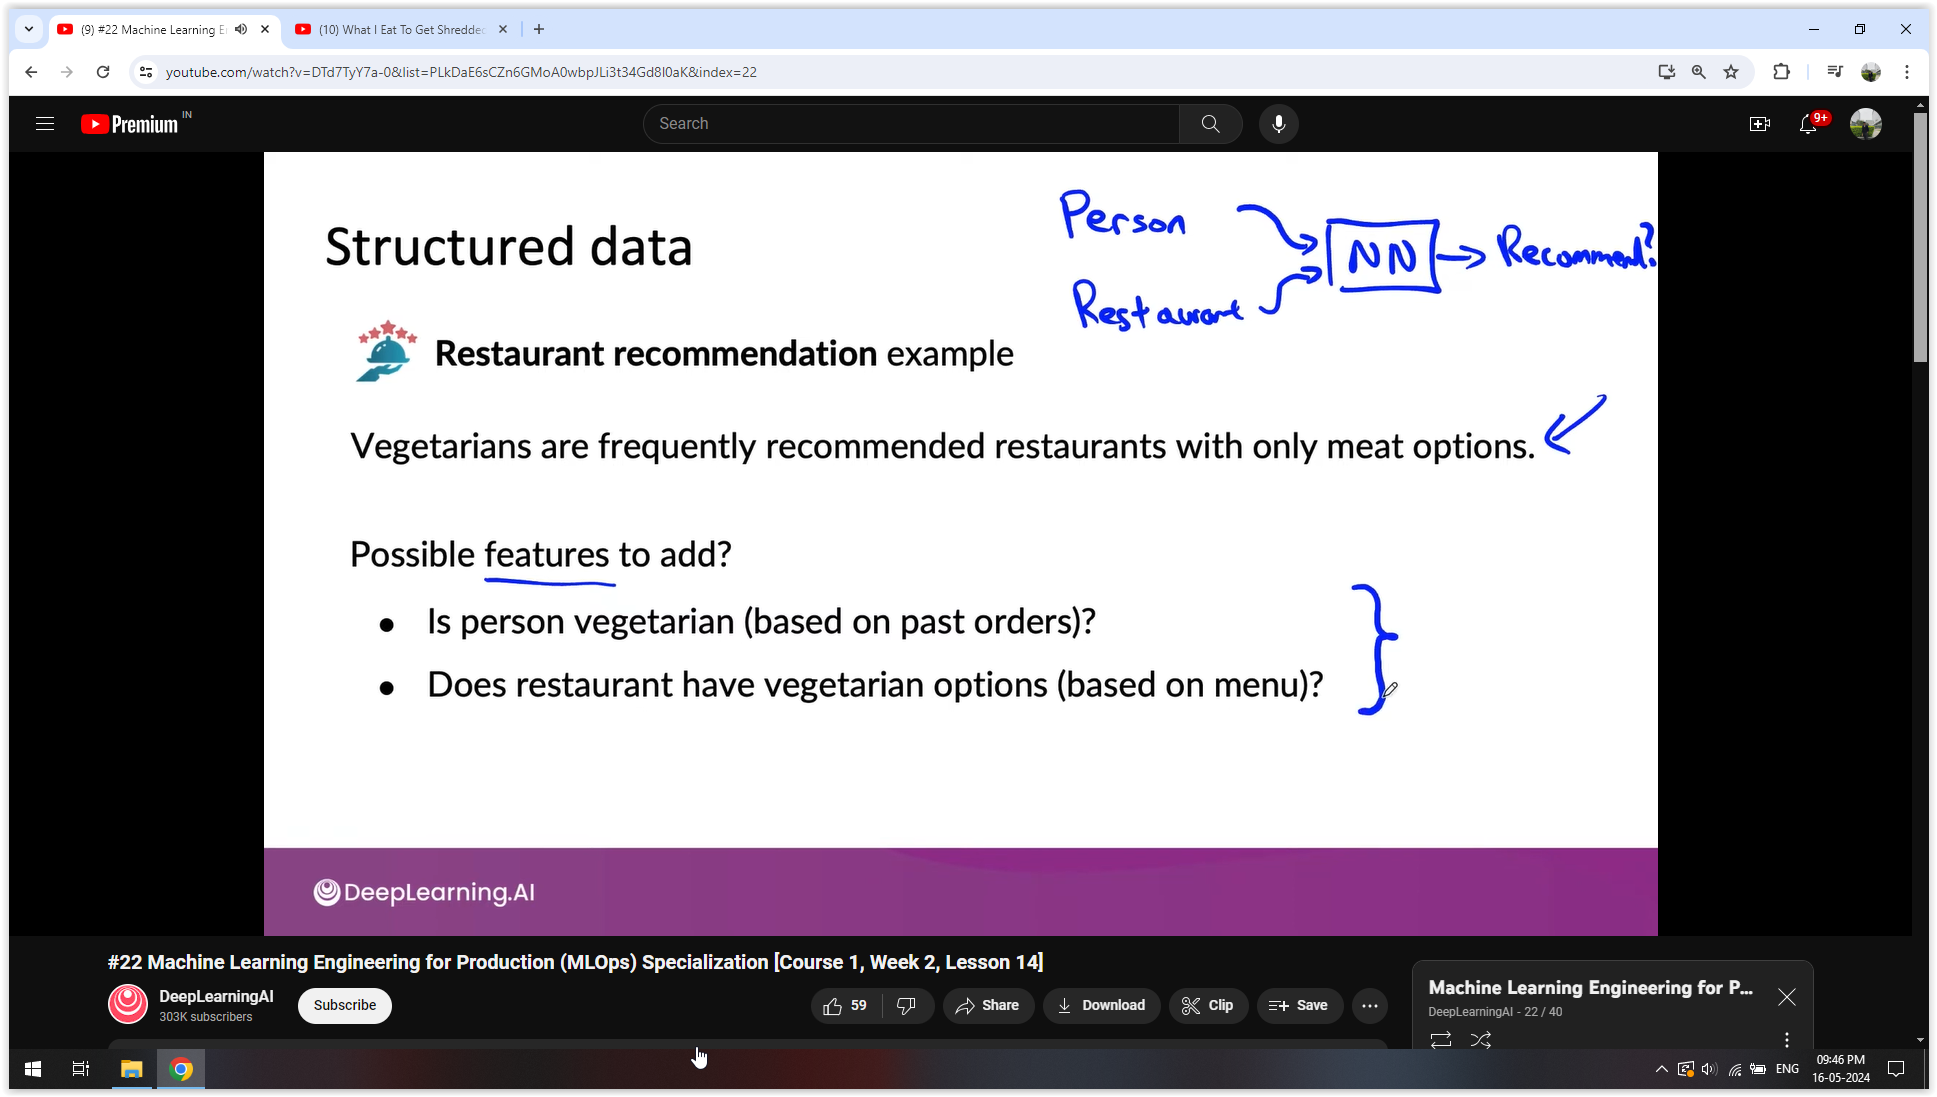 (9) #22 Machine Learning E
(10) What I Eat To Get Shredded
youtube.com/watch?v=DTd7TyY7a-0&list=PLkDaE6sCZn6GMoA0wbpJLi3t34Gd8l0aK&index=22
Premium IN
Search
9+
Structured data
Person
Restaurant
NN
Recommend?
Restaurant recommendation example
Vegetarians are frequently recommended restaurants with only meat options.
Possible features to add?
• Is person vegetarian (based on past orders)?
• Does restaurant have vegetarian options (based on menu)?
DeepLearning.AI
#22 Machine Learning Engineering for Production (MLOps) Specialization [Course 1, Week 2, Lesson 14]
DeepLearningAI
303K subscribers
Subscribe
59
Share
Download
Clip
Save
Machine Learning Engineering for P...
DeepLearningAI - 22 / 40
ENG
09:46 PM
16-05-2024